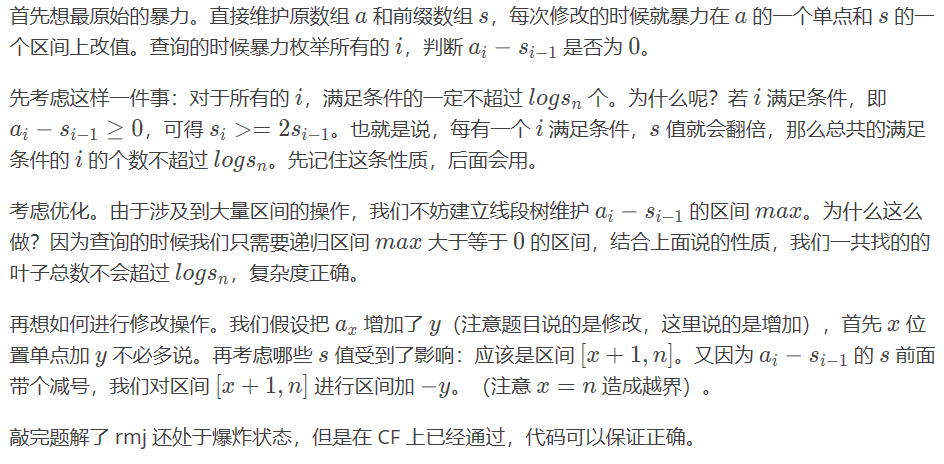 首先想最原始的暴力。直接维护原数组 a 和前缀数组 s，每次修改的时候就暴力在 a 的一个单点和 s 的一
个区间上改值。查询的时候暴力枚举所有的 i，判断 a_i − s_{i−1} 是否为 0。
先考虑这样一件事：对于所有的 i，满足条件的一定不超过 logs_n 个。为什么呢？若 i 满足条件，即
a_i − s_{i−1} ≥ 0，可得 s_i >= 2s_{i−1}。也就是说，每有一个 i 满足条件，s 值就会翻倍，那么总共的满足
条件的 i 的个数不超过 logs_n。先记住这条性质，后面会用。
考虑优化。由于涉及到大量区间的操作，我们不妨建立线段树维护 a_i − s_{i−1} 的区间 max。为什么这么
做？因为查询的时候我们只需要递归区间 max 大于等于 0 的区间，结合上面说的性质，我们一共找的的
叶子总数不会超过 logs_n，复杂度正确。
再想如何进行修改操作。我们假设把 a_x 增加了 y（注意题目说的是修改，这里说的是增加），首先 x 位
置单点加 y 不必多说。再考虑哪些 s 值受到了影响：应该是区间 [x + 1, n]。又因为 a_i − s_{i−1} 的 s 前面
带个减号，我们对区间 [x + 1, n] 进行区间加 −y。（注意 x = n 造成越界）。
敲完题解了 rmj 还处于爆炸状态，但是在 CF 上已经通过，代码可以保证正确。